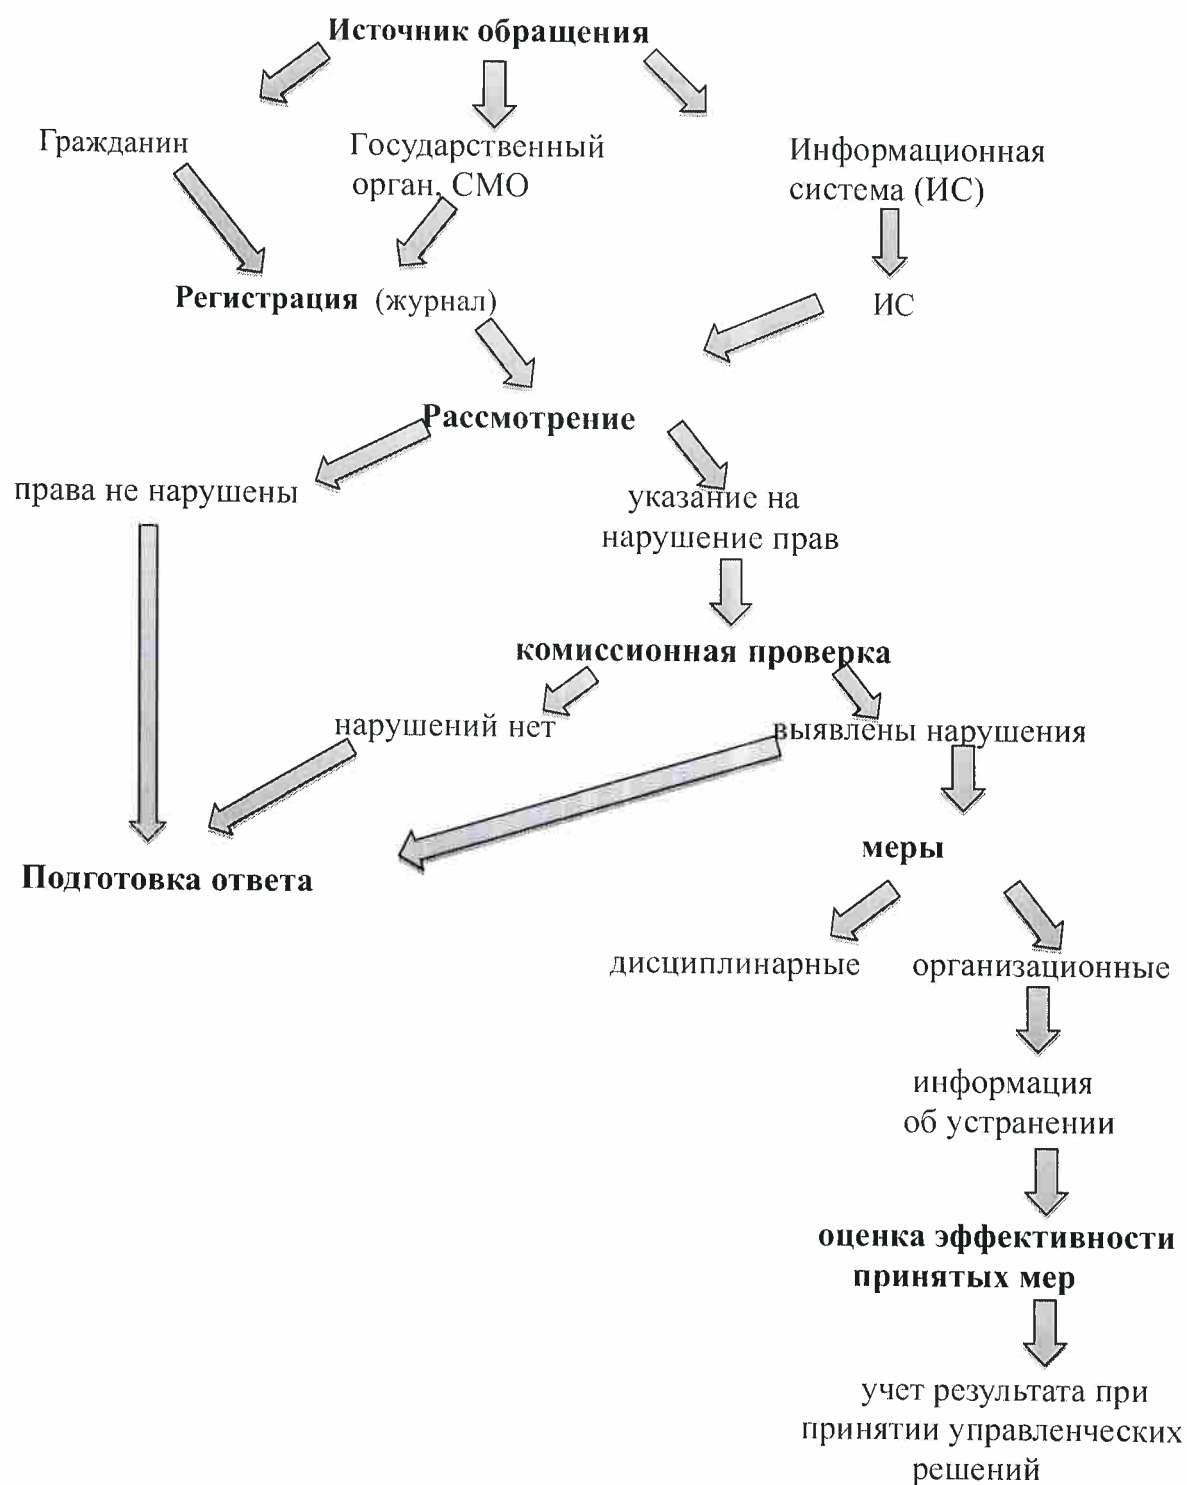 Источник обращения
Гражданин
Государственный
орган, СМО
Информационная
система (ИС)
Регистрация (журнал)
ИС
Рассмотрение
права не нарушены
указание на
нарушение прав
комиссионная проверка
нарушений нет
выявлены нарушения
меры
Подготовка ответа
дисциплинарные
организационные
информация
об устранении
оценка эффективности
принятых мер
учет результата при
принятии управленческих
решений